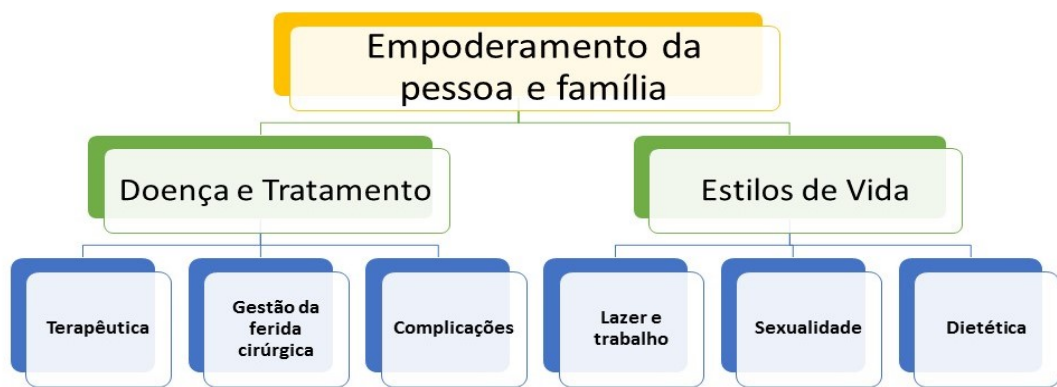 Empoderamento da
pessoa e família
Doença e Tratamento
Estilos de Vida
Terapêutica
Gestão da
ferida
cirúrgica
Complicações
Lazer e
trabalho
Sexualidade
Dietética